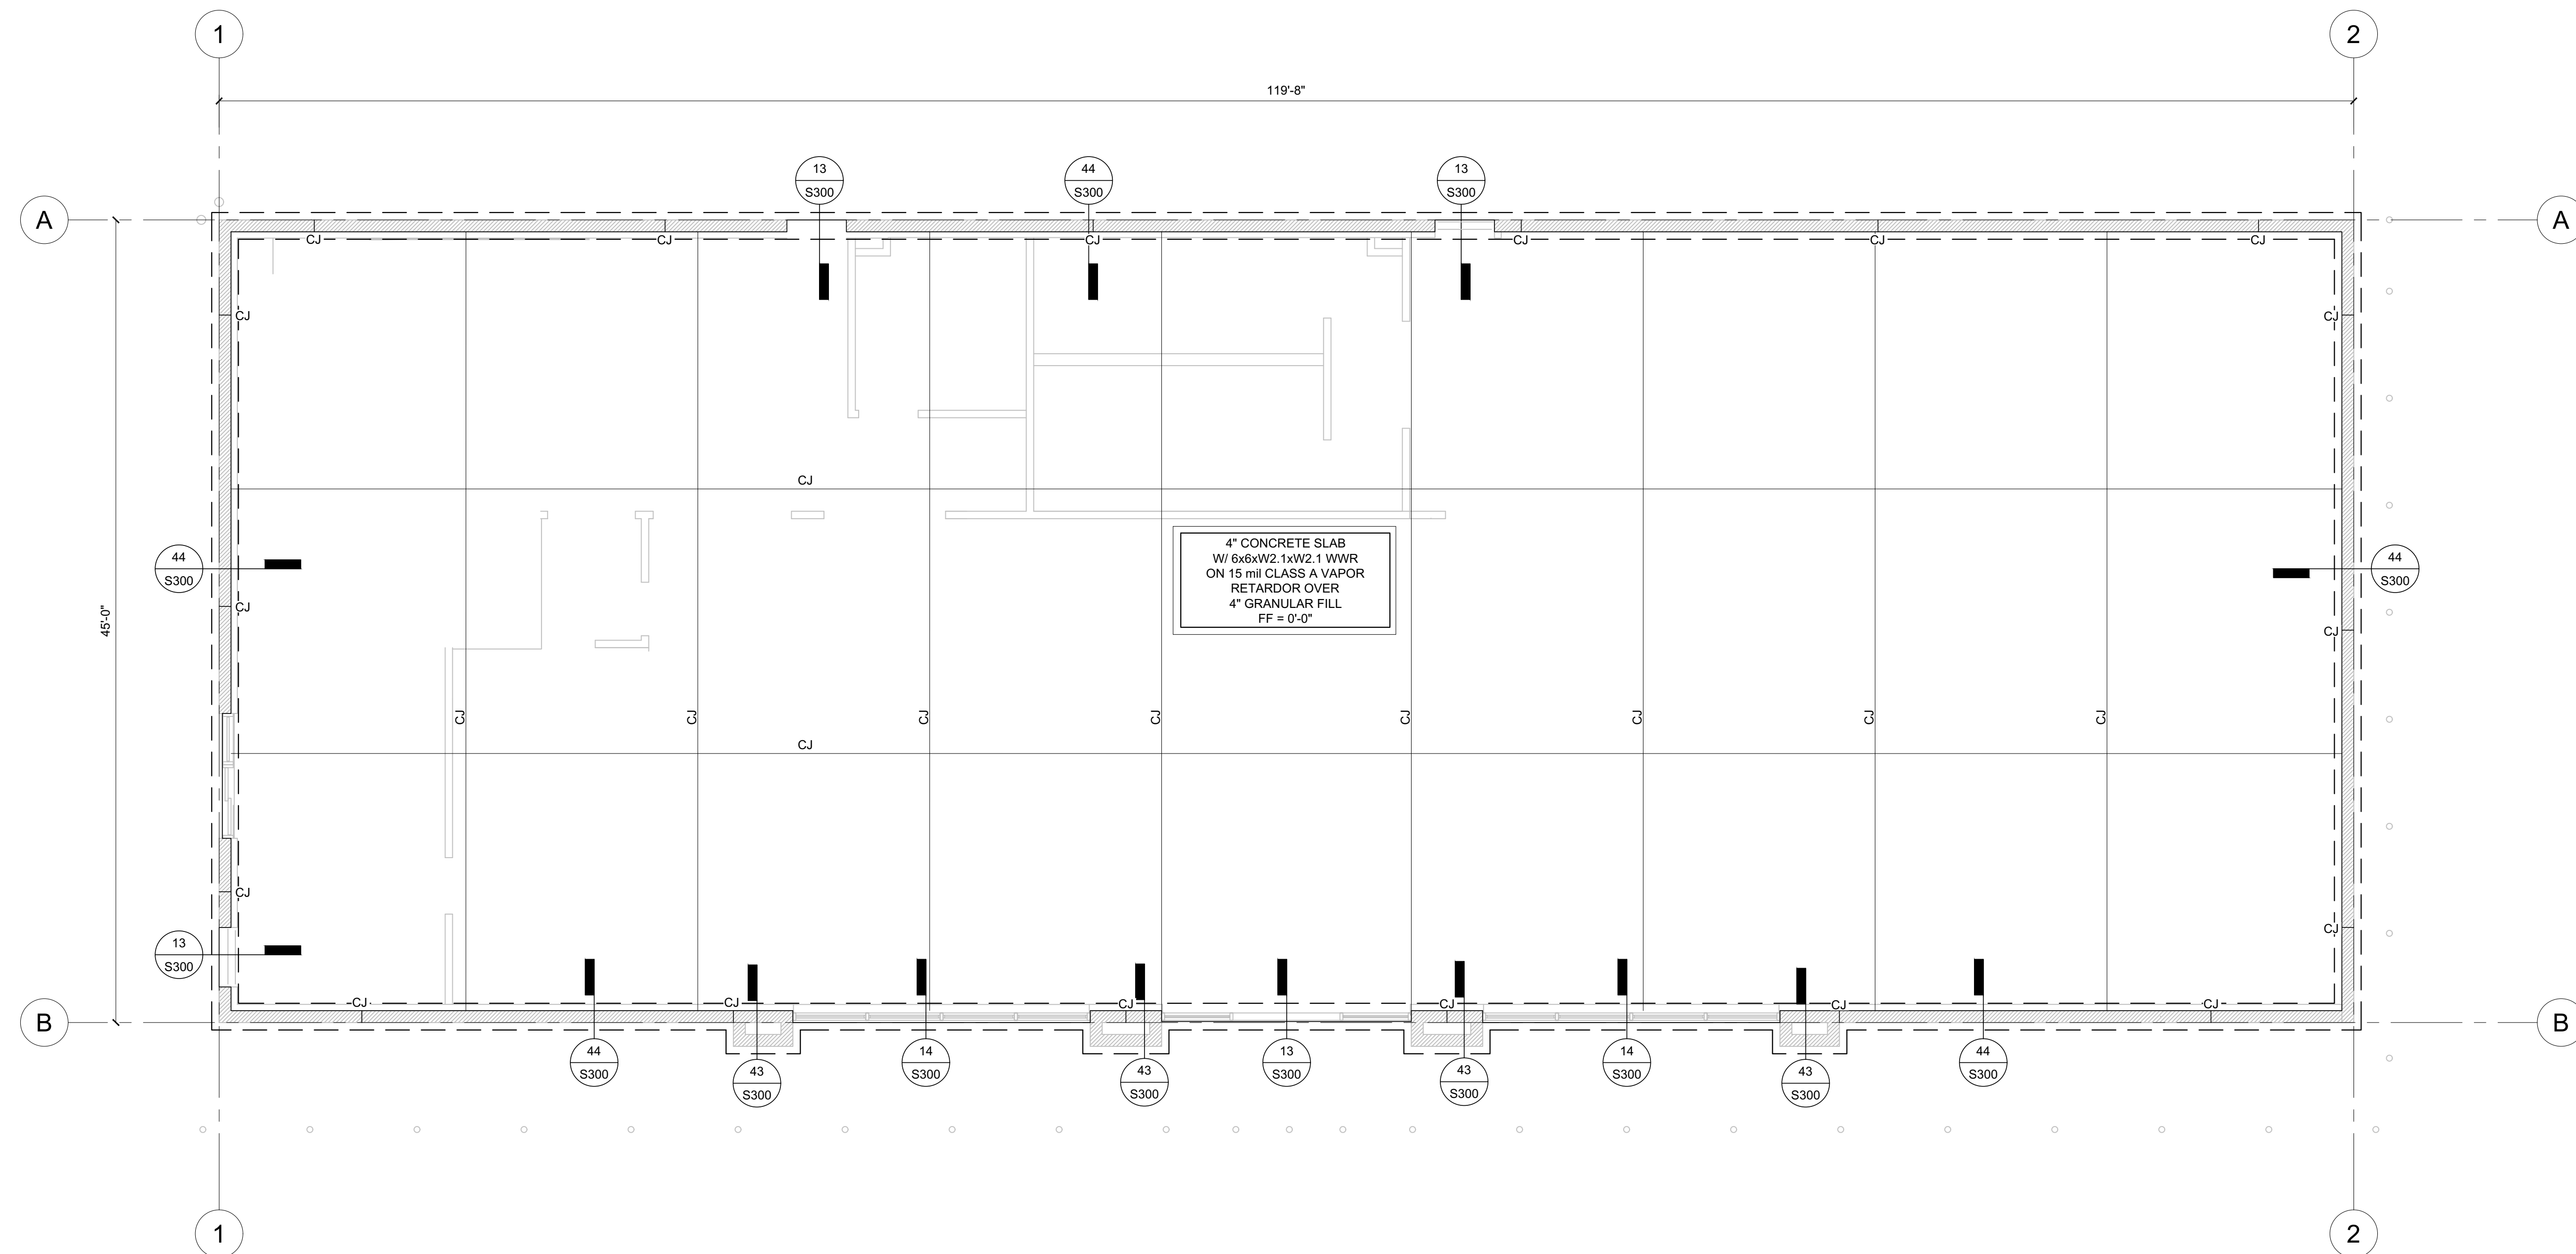 1
2
119'-8"
13
S300
44
S300
13
S300
A
A
CJ
CJ
CJ
CJ
CJ
CJ
CJ
CJ
CJ
4" CONCRETE SLAB
W/ 6x6xW2.1xW2.1 WWR
ON 15 mil CLASS A VAPOR
RETARDOR OVER
4" GRANULAR FILL
FF = 0'-0"
44
S300
44
S300
45'-0"
CJ
CJ
CJ
CJ
CJ
CJ
CJ
CJ
CJ
CJ
CJ
CJ
CJ
13
S300
CJ
CJ
CJ
CJ
CJ
CJ
CJ
B
B
44
S300
43
S300
14
S300
43
S300
13
S300
43
S300
14
S300
43
S300
44
S300
1
2